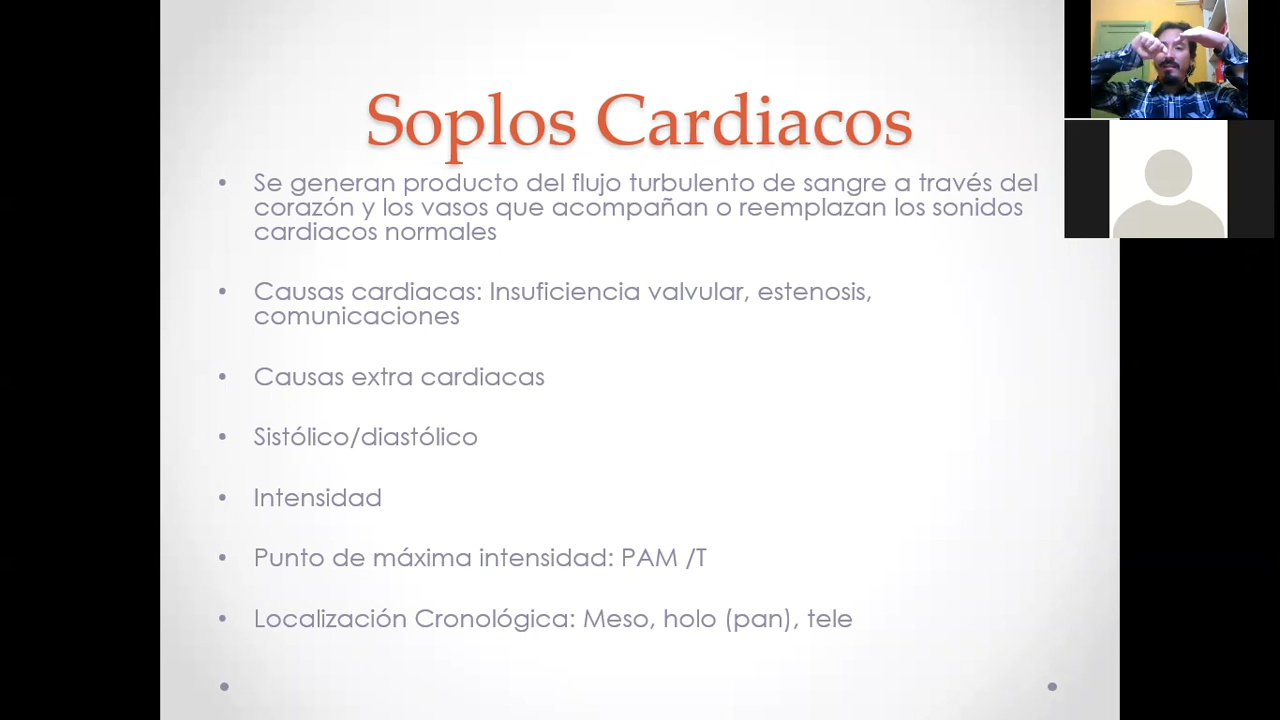 Soplos Cardiacos
• Se generan producto del flujo turbulento de sangre a través del
corazón y los vasos que acompañan o reemplazan los sonidos
cardiacos normales
• Causas cardiacas: Insuficiencia valvular, estenosis,
comunicaciones
• Causas extra cardiacas
• Sistólico/diastólico
• Intensidad
• Punto de máxima intensidad: PAM /T
• Localización Cronológica: Meso, holo (pan), tele